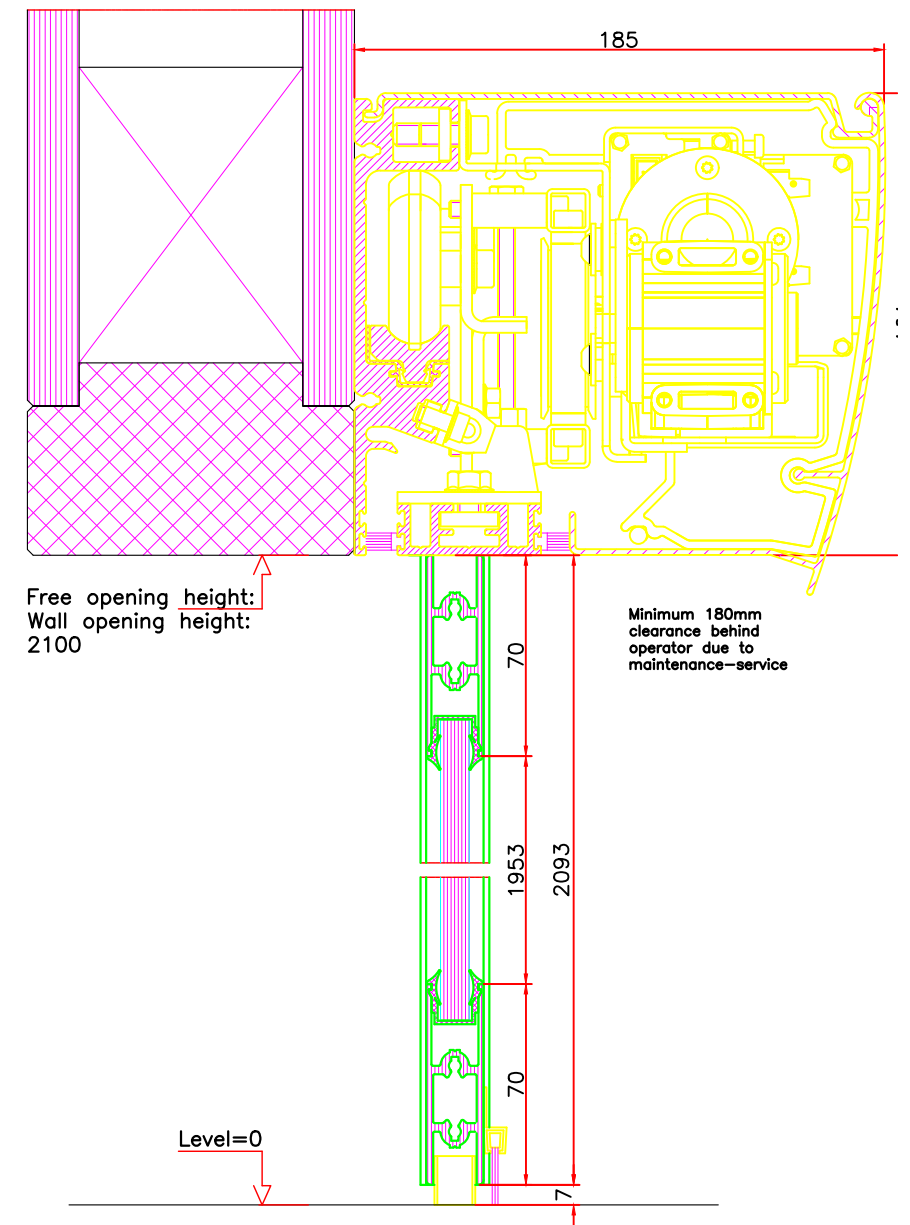 185
Free opening height:
Wall opening height:
2100
Minimum 180mm
clearance behind
operator due to
maintenance-service
70
1953
2093
70
Level=0
7